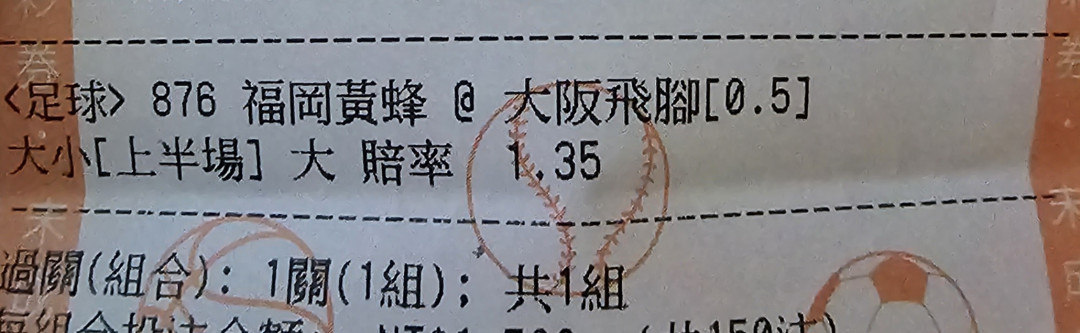 <足球> 876 福岡黃蜂 @ 大阪飛腳[0.5]
大小[上半場] 大 賠率 1.35
過關(組合): 1關(1組); 共1組